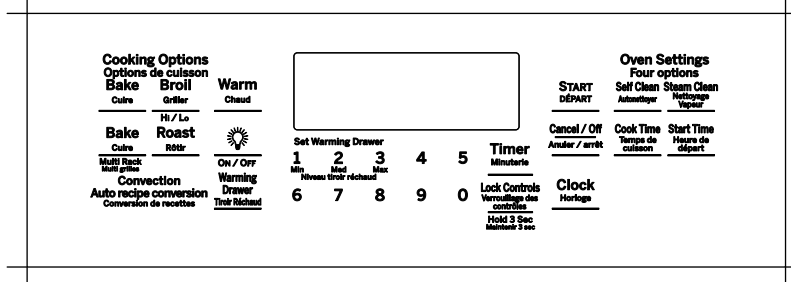 Cooking Options
Options de cuisson
Bake Broil Warm
Cuire Griller Chaud
Hi / Lo
Bake Roast
Cuire Rôtir
Multi Rack
Multi grilles
On / Off
Convection
Auto recipe conversion
Conversion de recettes
Warming
Drawer
Tiroir Réchaud
Set Warming Drawer
1 2 3 4 5
Min Med Max
Niveau tiroir réchaud
6 7 8 9 0
Timer
Minuterie
Lock Controls
Verrouillage des
contrôles
Hold 3 Sec
Maintenir 3 sec
Oven Settings
Four options
Start
DÉPART
Self Clean Steam Clean
Autonettoyer Nettoyage
Vapeur
Cancel / Off
Anuler / arrêt
Cook Time Start Time
Temps de Heure de
cuisson départ
Clock
Horloge